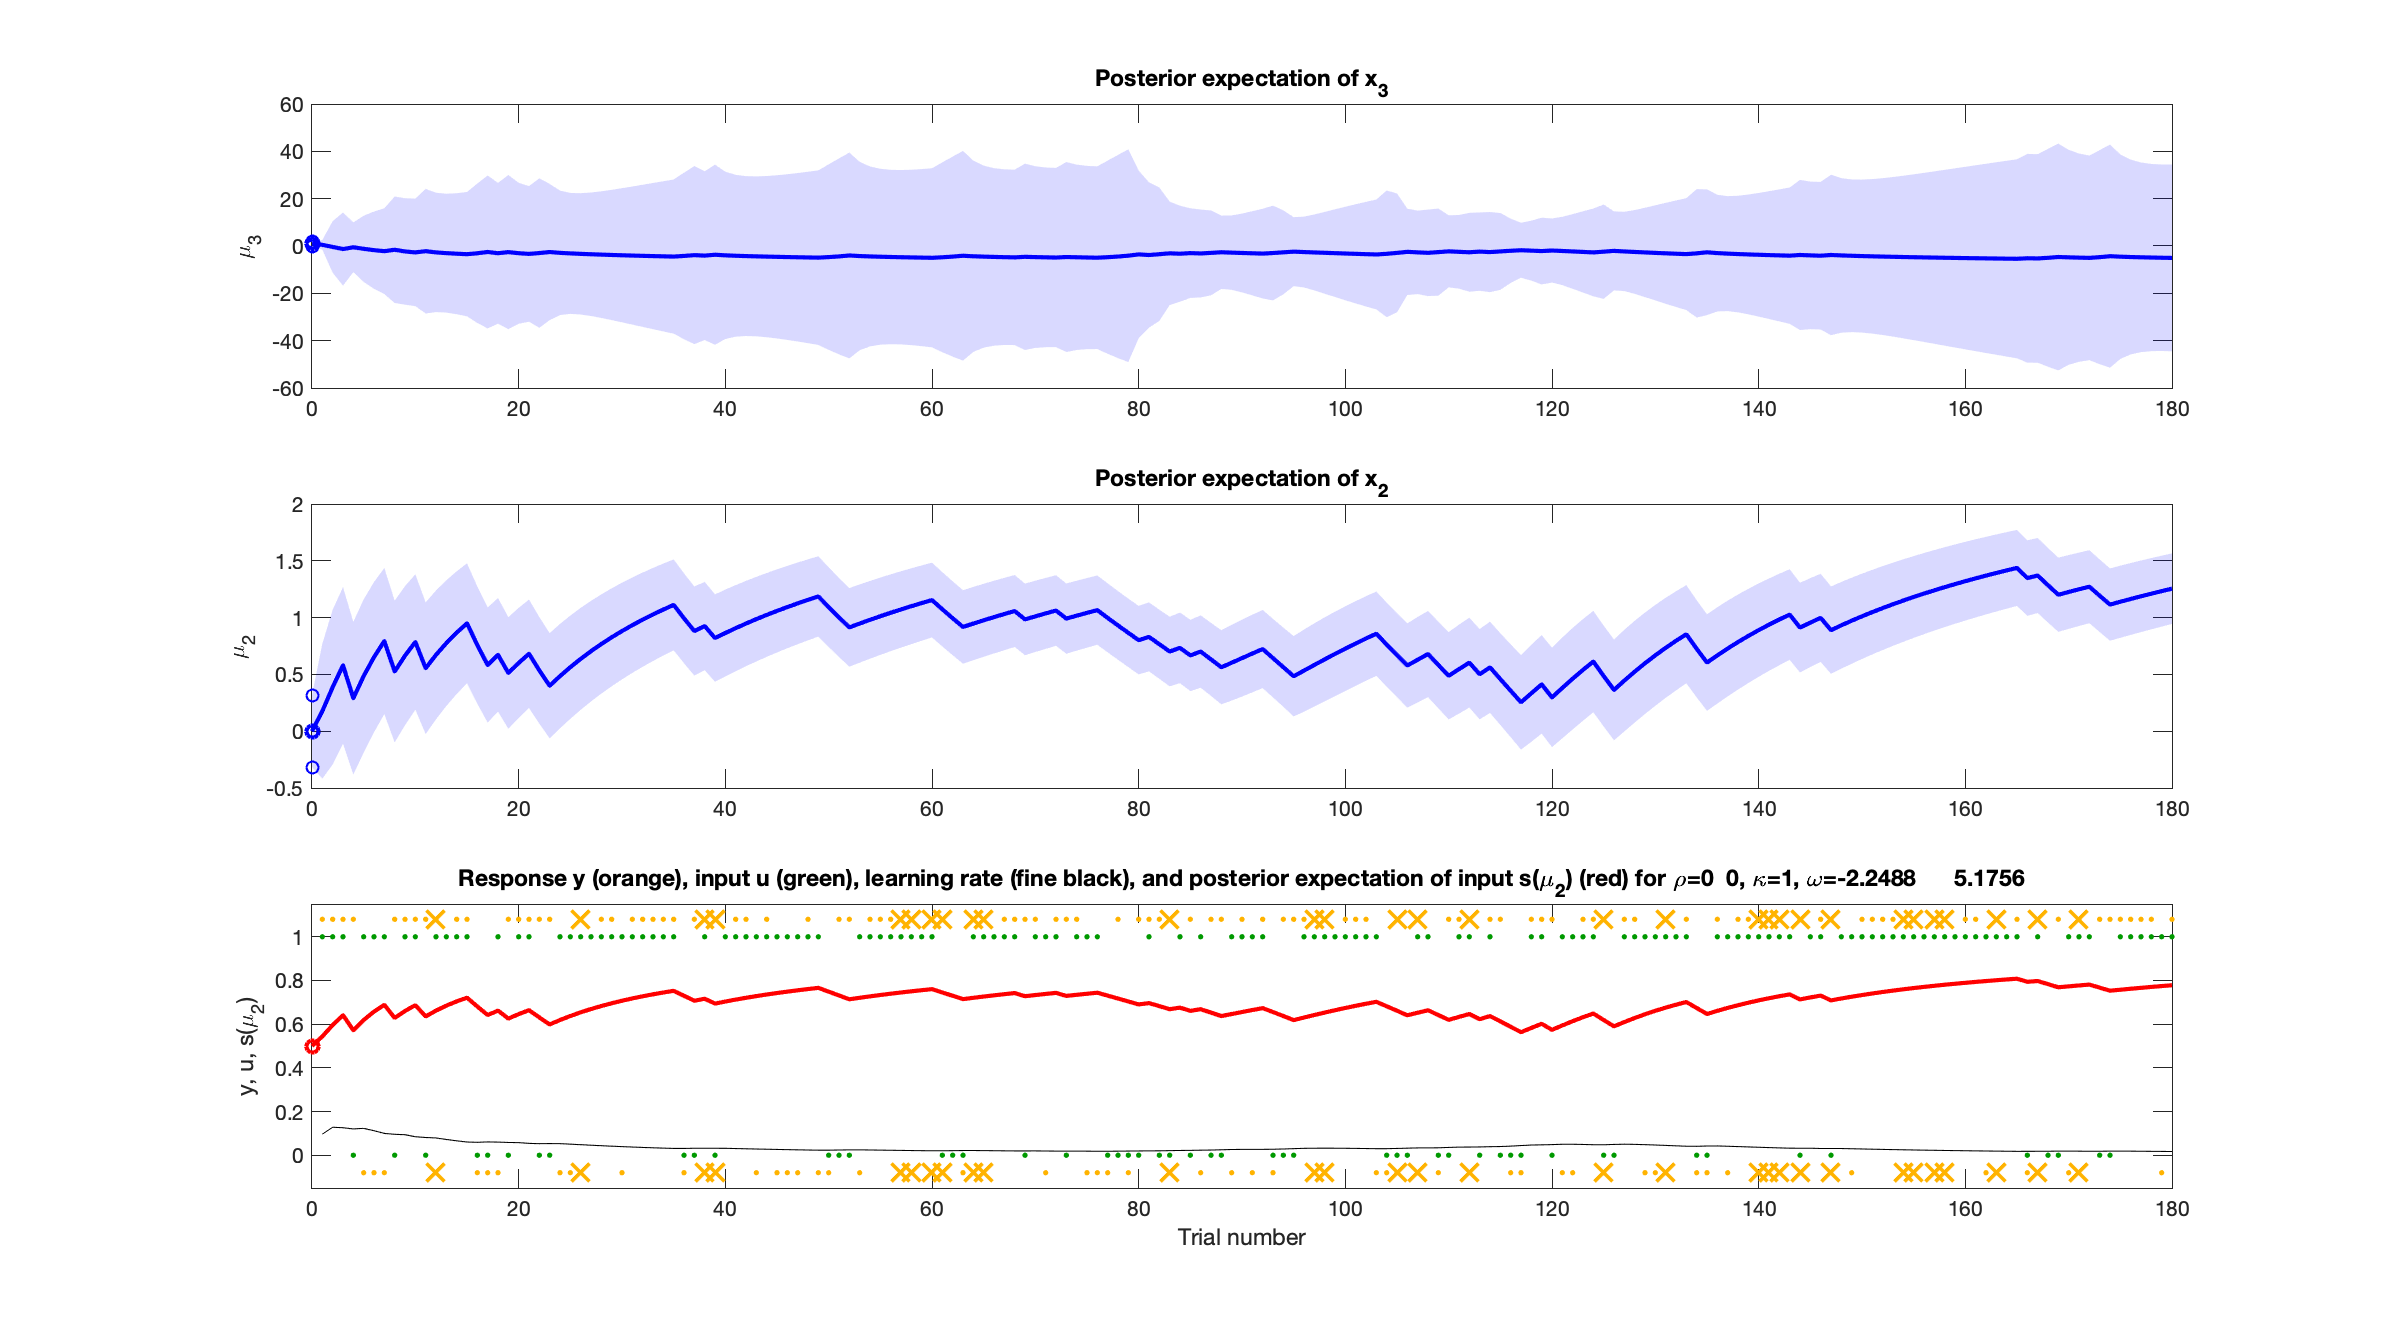 Posterior expectation of x3
60
40
20
0
-20
-40
-60
μ3
0 20 40 60 80 100 120 140 160 180
Posterior expectation of x2
2
1.5
1
0.5
0
-0.5
μ2
0 20 40 60 80 100 120 140 160 180
Response y (orange), input u (green), learning rate (fine black), and posterior expectation of input s(μ2) (red) for ρ=0 0, κ=1, ω=-2.2488 5.1756
1
0.8
0.6
0.4
0.2
0
y, u, s(μ2)
0 20 40 60 80 100 120 140 160 180
Trial number